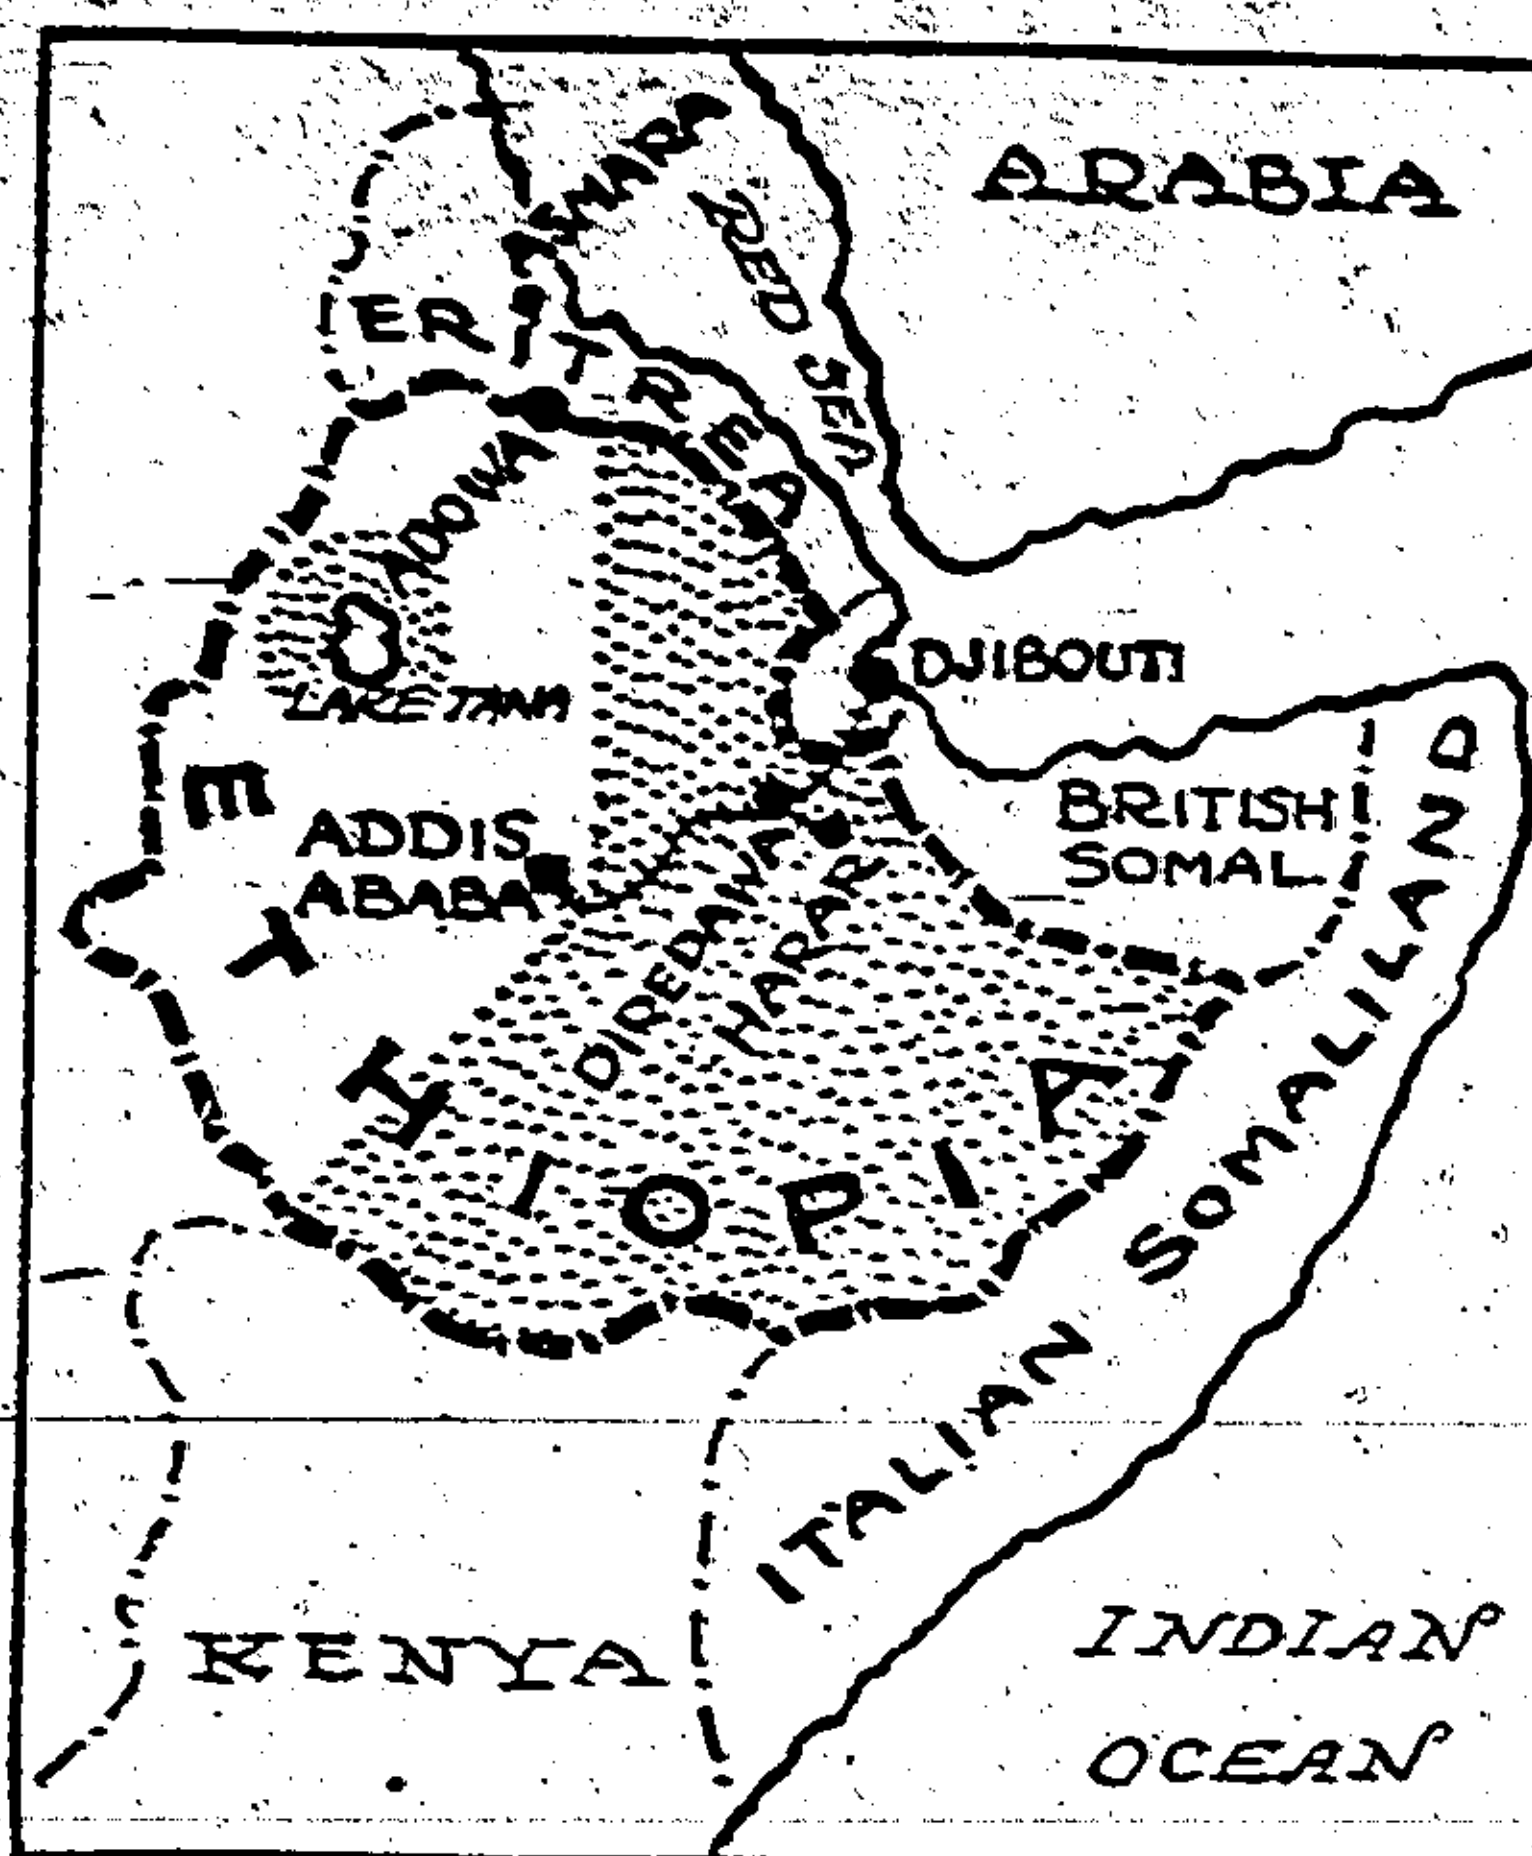 ARABIA
ASMARA
RED SEA
ERITREA
ADOWA
DJIBOUTI
LAKE TANA
BRITISH
SOMAL
ADDIS
ABABA
DIREDAWA
HARAR
ETHIOPIA
ITALIAN SOMALILAND
KENYA
INDIAN
OCEAN